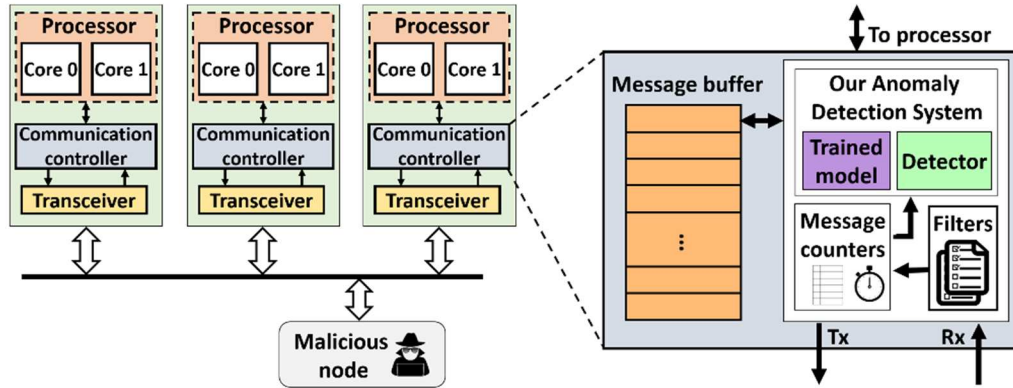 Processor
Core 0 Core 1
Communication
controller
Transceiver
Processor
Core 0 Core 1
Communication
controller
Transceiver
Processor
Core 0 Core 1
Communication
controller
Transceiver
Malicious
node
To processor
Message buffer
...
Our Anomaly
Detection System
Trained
model
Detector
Message
counters
Filters
Tx
Rx